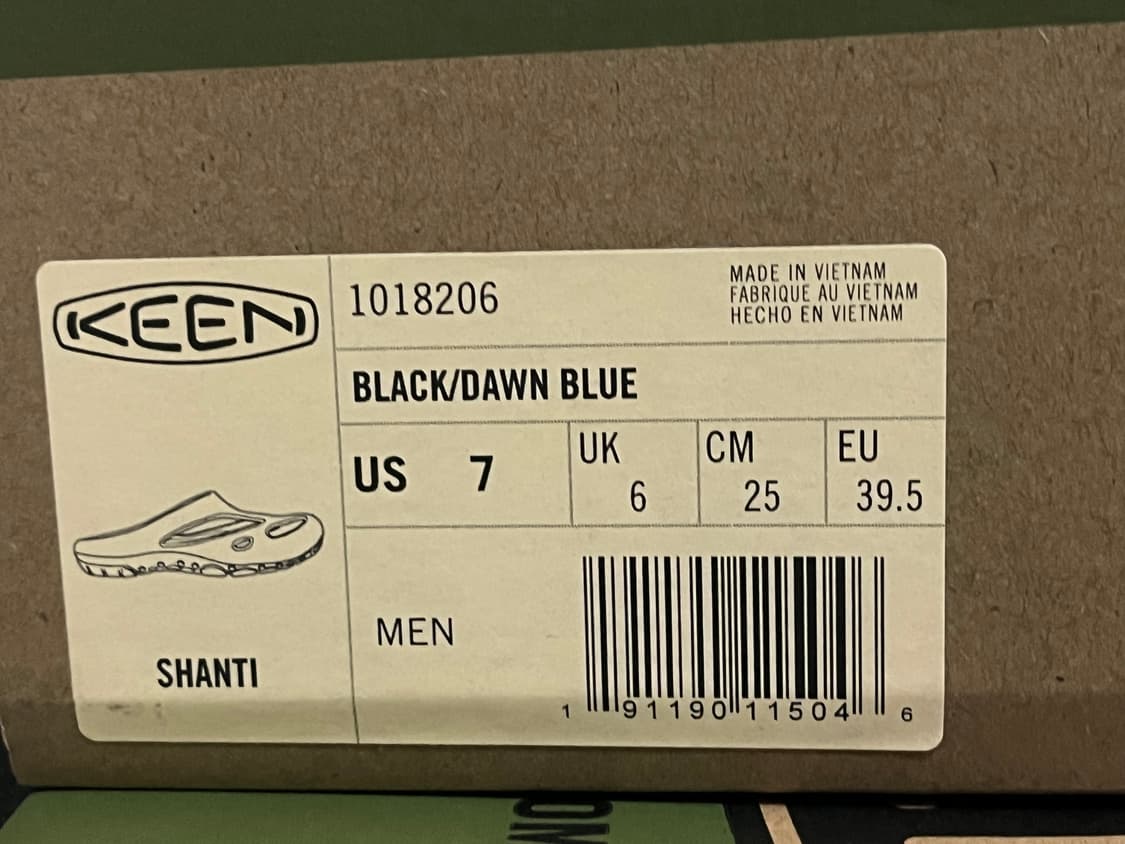 KEEN
1018206
MADE IN VIETNAM
FABRIQUE AU VIETNAM
HECHO EN VIETNAM
BLACK/DAWN BLUE
US 7
UK 6
CM 25
EU 39.5
MEN
SHANTI
1 91190 11504 6